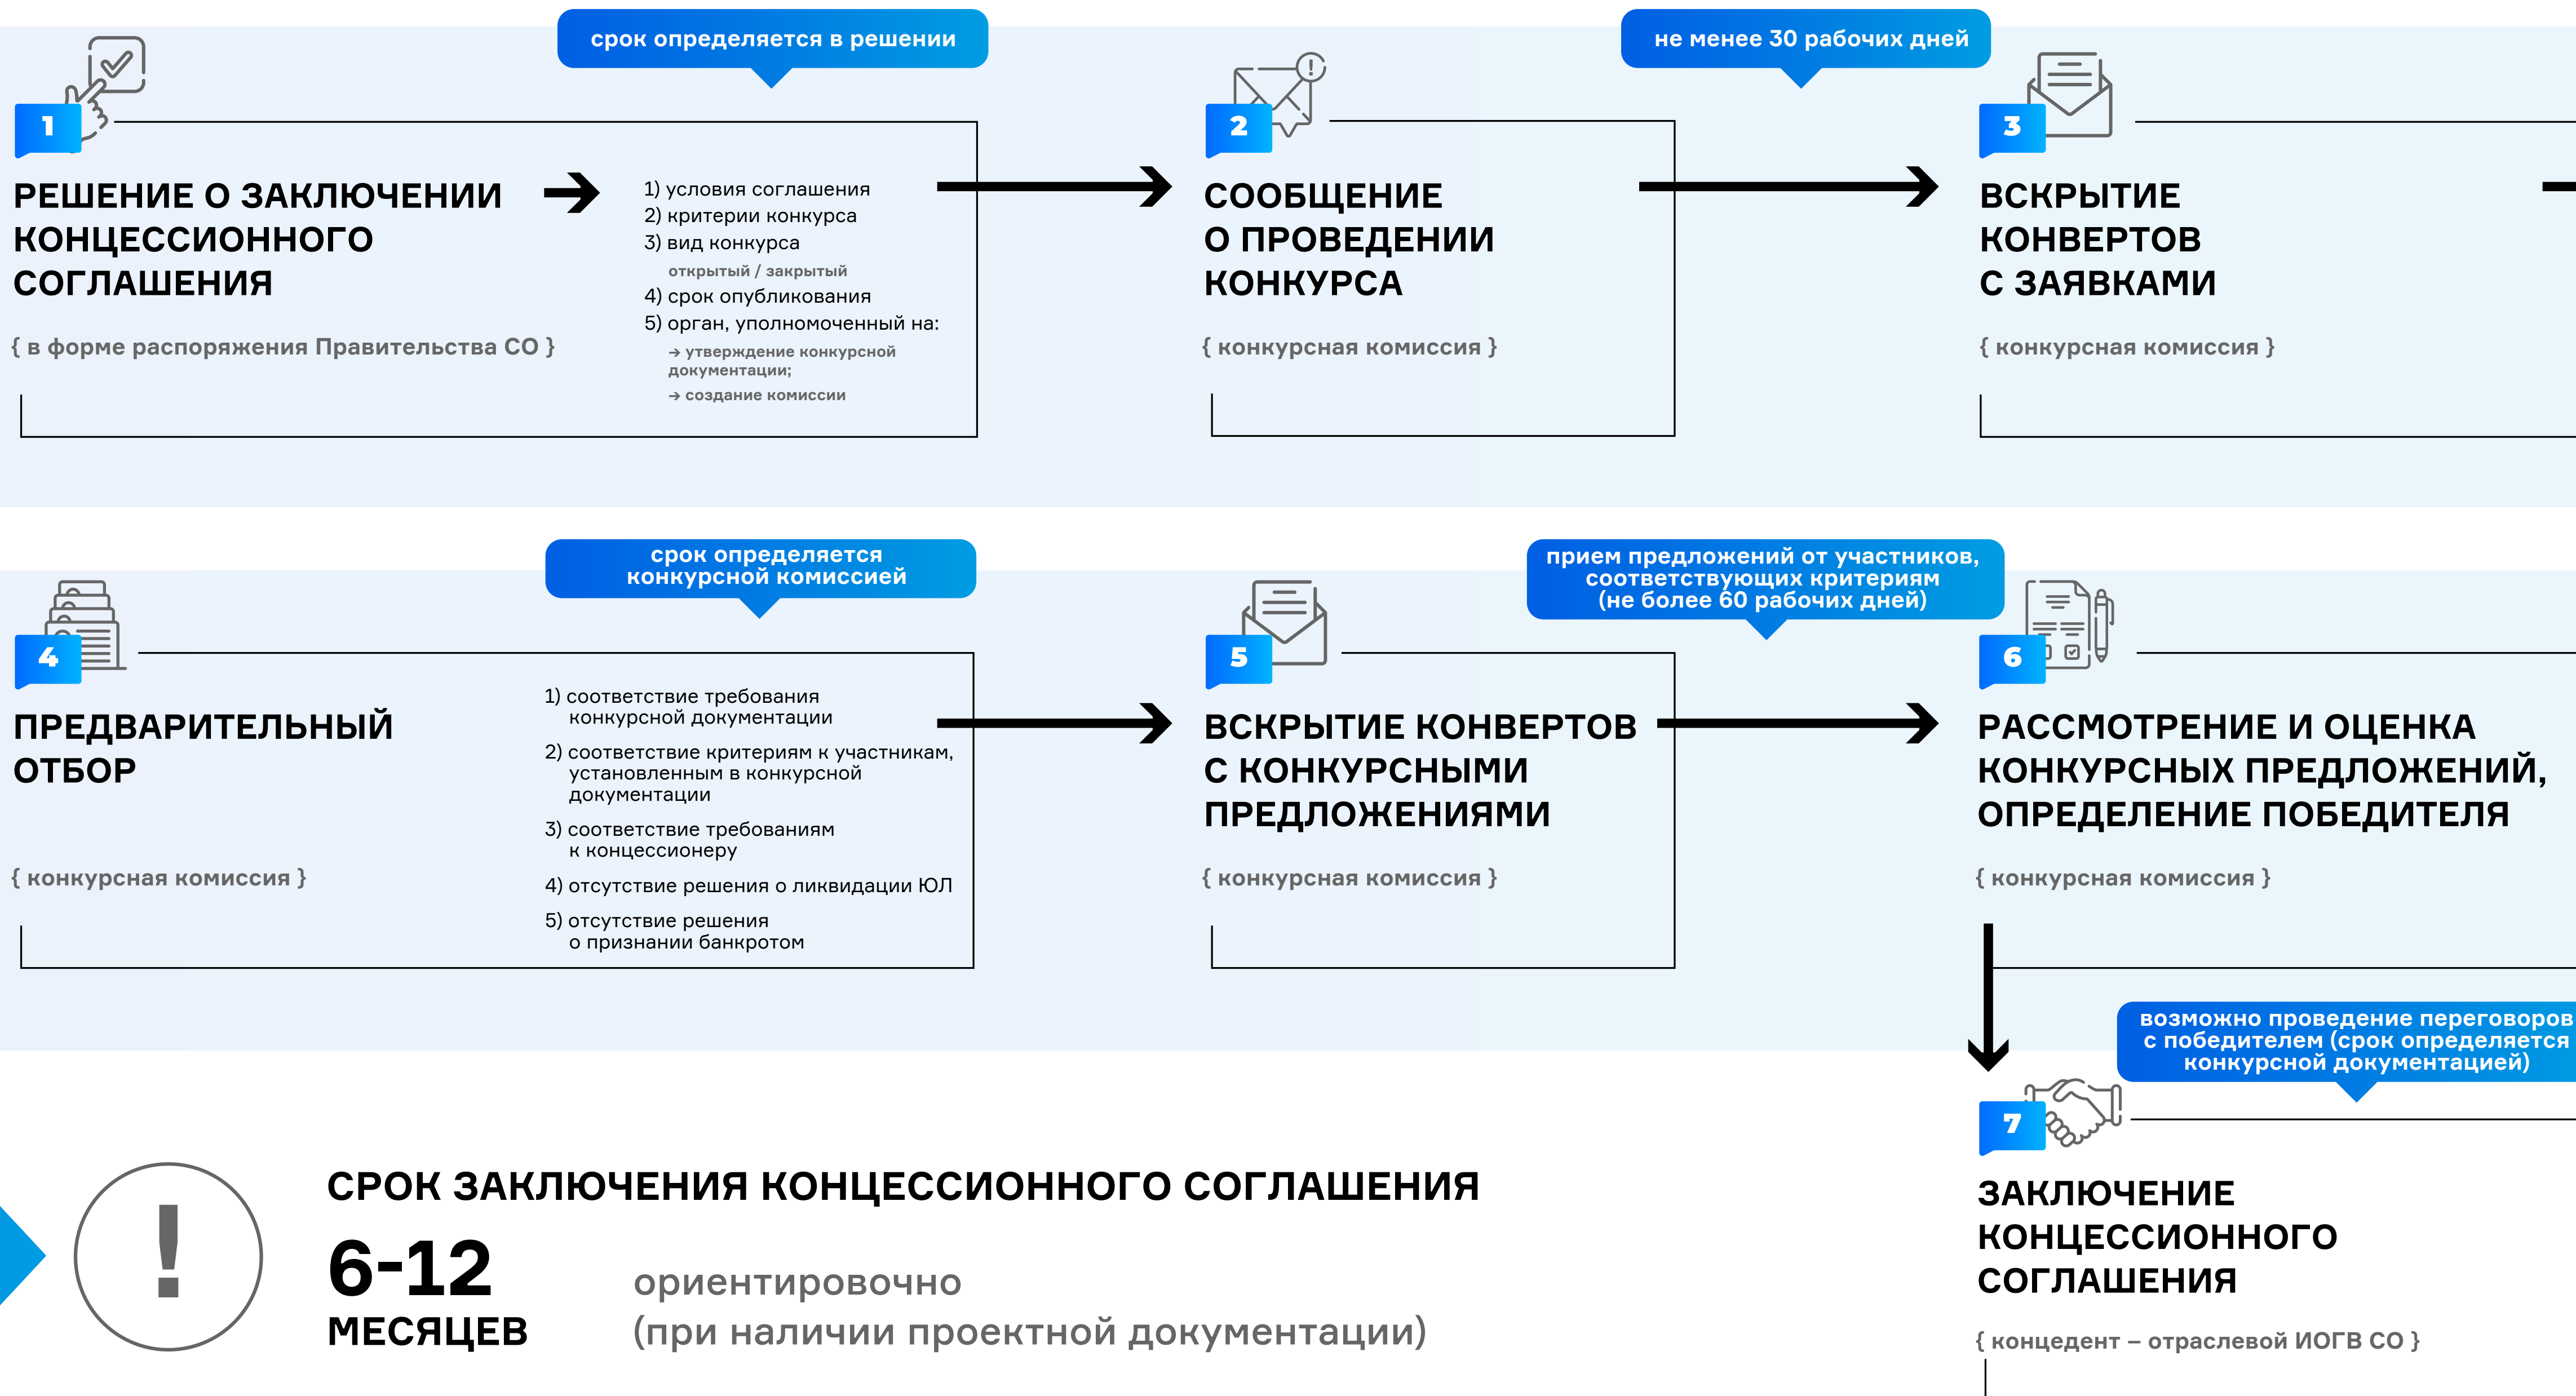 срок определяется в решении
не менее 30 рабочих дней
1
РЕШЕНИЕ О ЗАКЛЮЧЕНИИ
КОНЦЕССИОННОГО
СОГЛАШЕНИЯ
{ в форме распоряжения Правительства СО }
1) условия соглашения
2) критерии конкурса
3) вид конкурса
открытый / закрытый
4) срок опубликования
5) орган, уполномоченный на:
→ утверждение конкурсной
документации;
→ создание комиссии
2
СООБЩЕНИЕ
О ПРОВЕДЕНИИ
КОНКУРСА
{ конкурсная комиссия }
3
ВСКРЫТИЕ
КОНВЕРТОВ
С ЗАЯВКАМИ
{ конкурсная комиссия }
срок определяется
конкурсной комиссией
прием предложений от участников,
соответствующих критериям
(не более 60 рабочих дней)
4
ПРЕДВАРИТЕЛЬНЫЙ
ОТБОР
{ конкурсная комиссия }
1) соответствие требования
конкурсной документации
2) соответствие критериям к участникам,
установленным в конкурсной
документации
3) соответствие требованиям
к концессионеру
4) отсутствие решения о ликвидации ЮЛ
5) отсутствие решения
о признании банкротом
5
ВСКРЫТИЕ КОНВЕРТОВ
С КОНКУРСНЫМИ
ПРЕДЛОЖЕНИЯМИ
{ конкурсная комиссия }
6
РАССМОТРЕНИЕ И ОЦЕНКА
КОНКУРСНЫХ ПРЕДЛОЖЕНИЙ,
ОПРЕДЕЛЕНИЕ ПОБЕДИТЕЛЯ
{ конкурсная комиссия }
возможно проведение переговоров
с победителем (срок определяется
конкурсной документацией)
7
ЗАКЛЮЧЕНИЕ
КОНЦЕССИОННОГО
СОГЛАШЕНИЯ
{ концедент – отраслевой ИОГВ СО }
!
СРОК ЗАКЛЮЧЕНИЯ КОНЦЕССИОННОГО СОГЛАШЕНИЯ
6-12
МЕСЯЦЕВ
ориентировочно
(при наличии проектной документации)